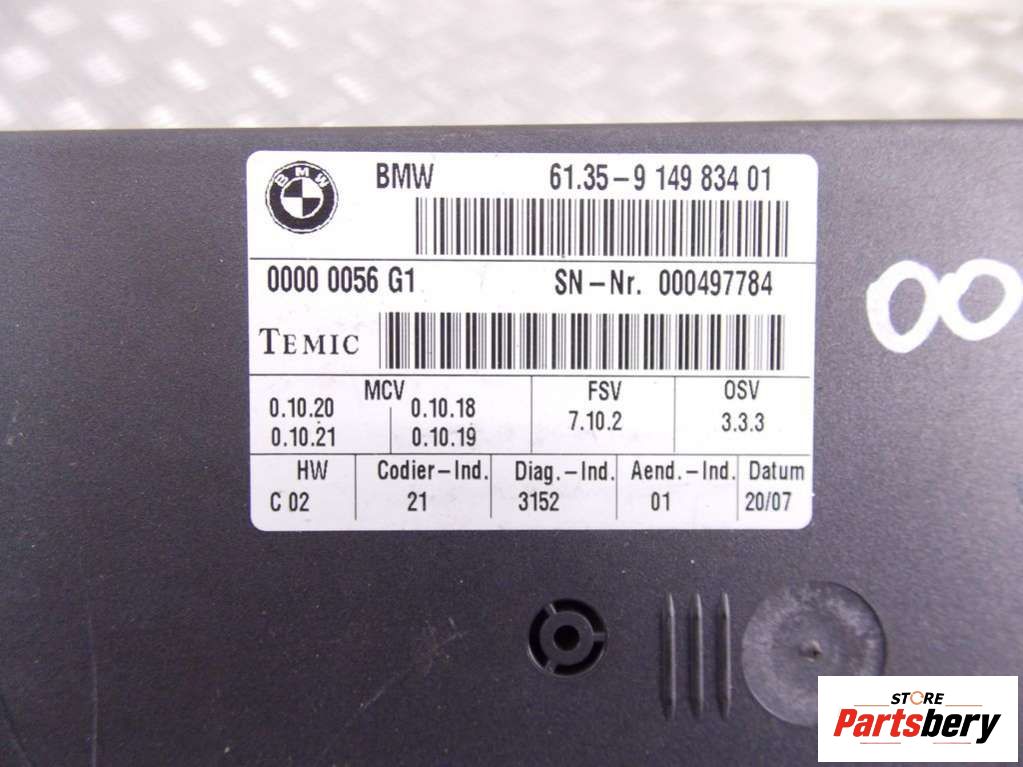 BMW
BMW 61.35-9 149 834 01
0000 0056 G1 SN-Nr. 000497784
TEMIC
MCV FSV OSV
0.10.20 0.10.18 7.10.2 3.3.3
0.10.21 0.10.19
HW Codier-Ind. Diag.-Ind. Aend.-Ind. Datum
C 02 21 3152 01 20/07
00
STORE
Partsbery